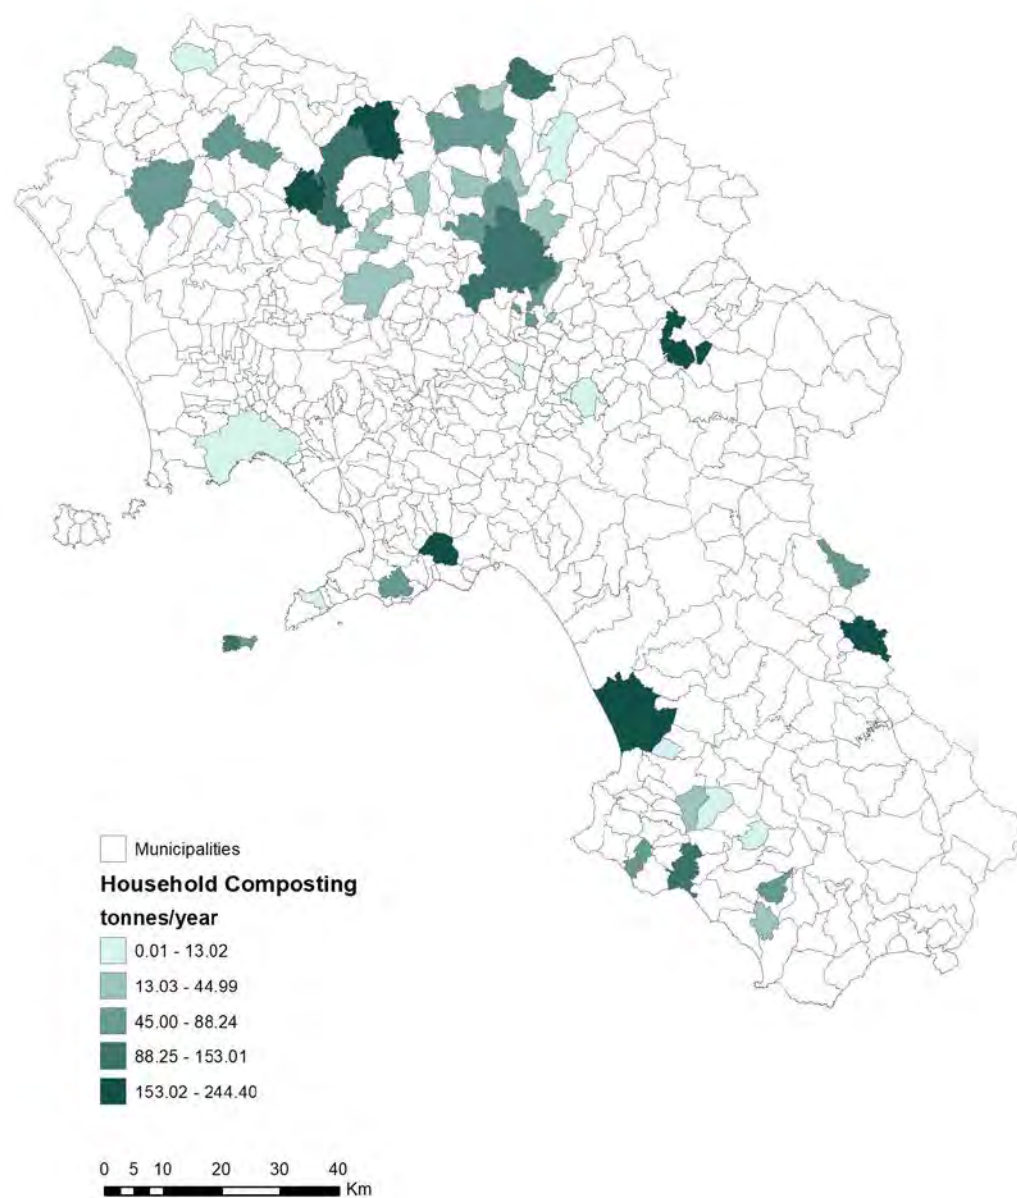 Municipalities
Household Composting
tonnes/year
0.01 - 13.02
13.03 - 44.99
45.00 - 88.24
88.25 - 153.01
153.02 - 244.40
0 5 10 20 30 40
Km